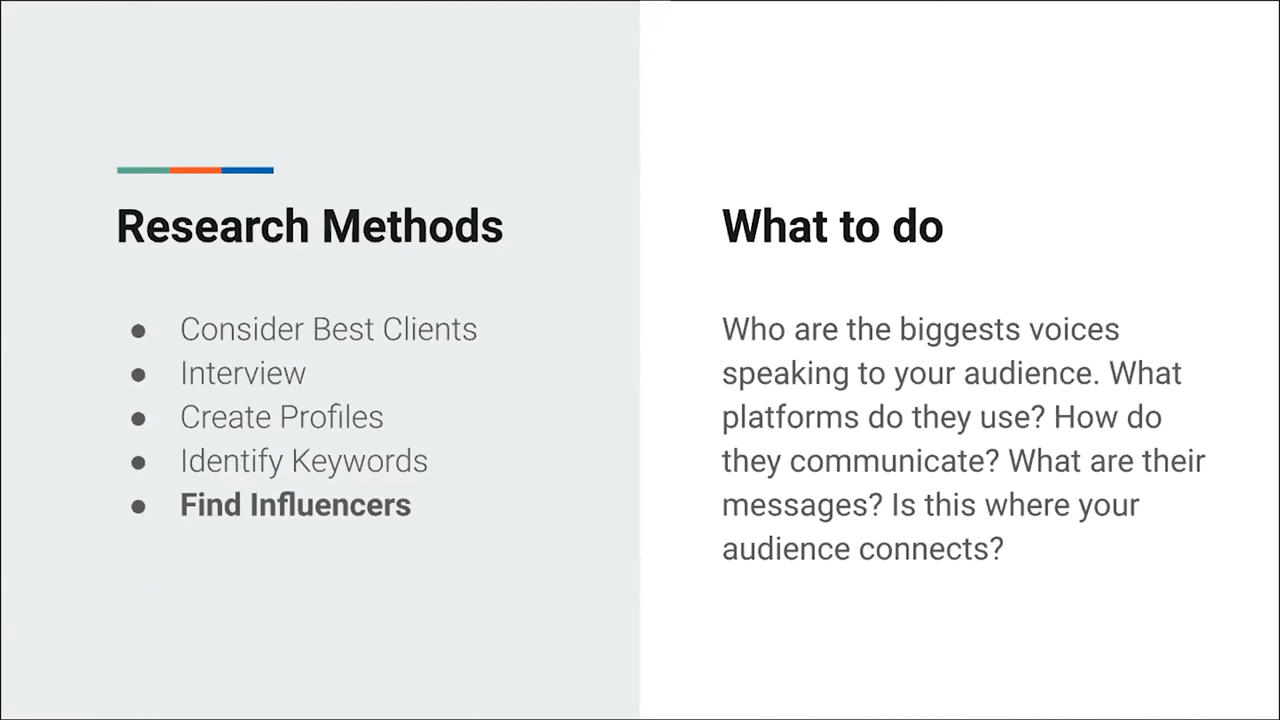 Research Methods
● Consider Best Clients
● Interview
● Create Profiles
● Identify Keywords
● Find Influencers
What to do
Who are the biggests voices
speaking to your audience. What
platforms do they use? How do
they communicate? What are their
messages? Is this where your
audience connects?